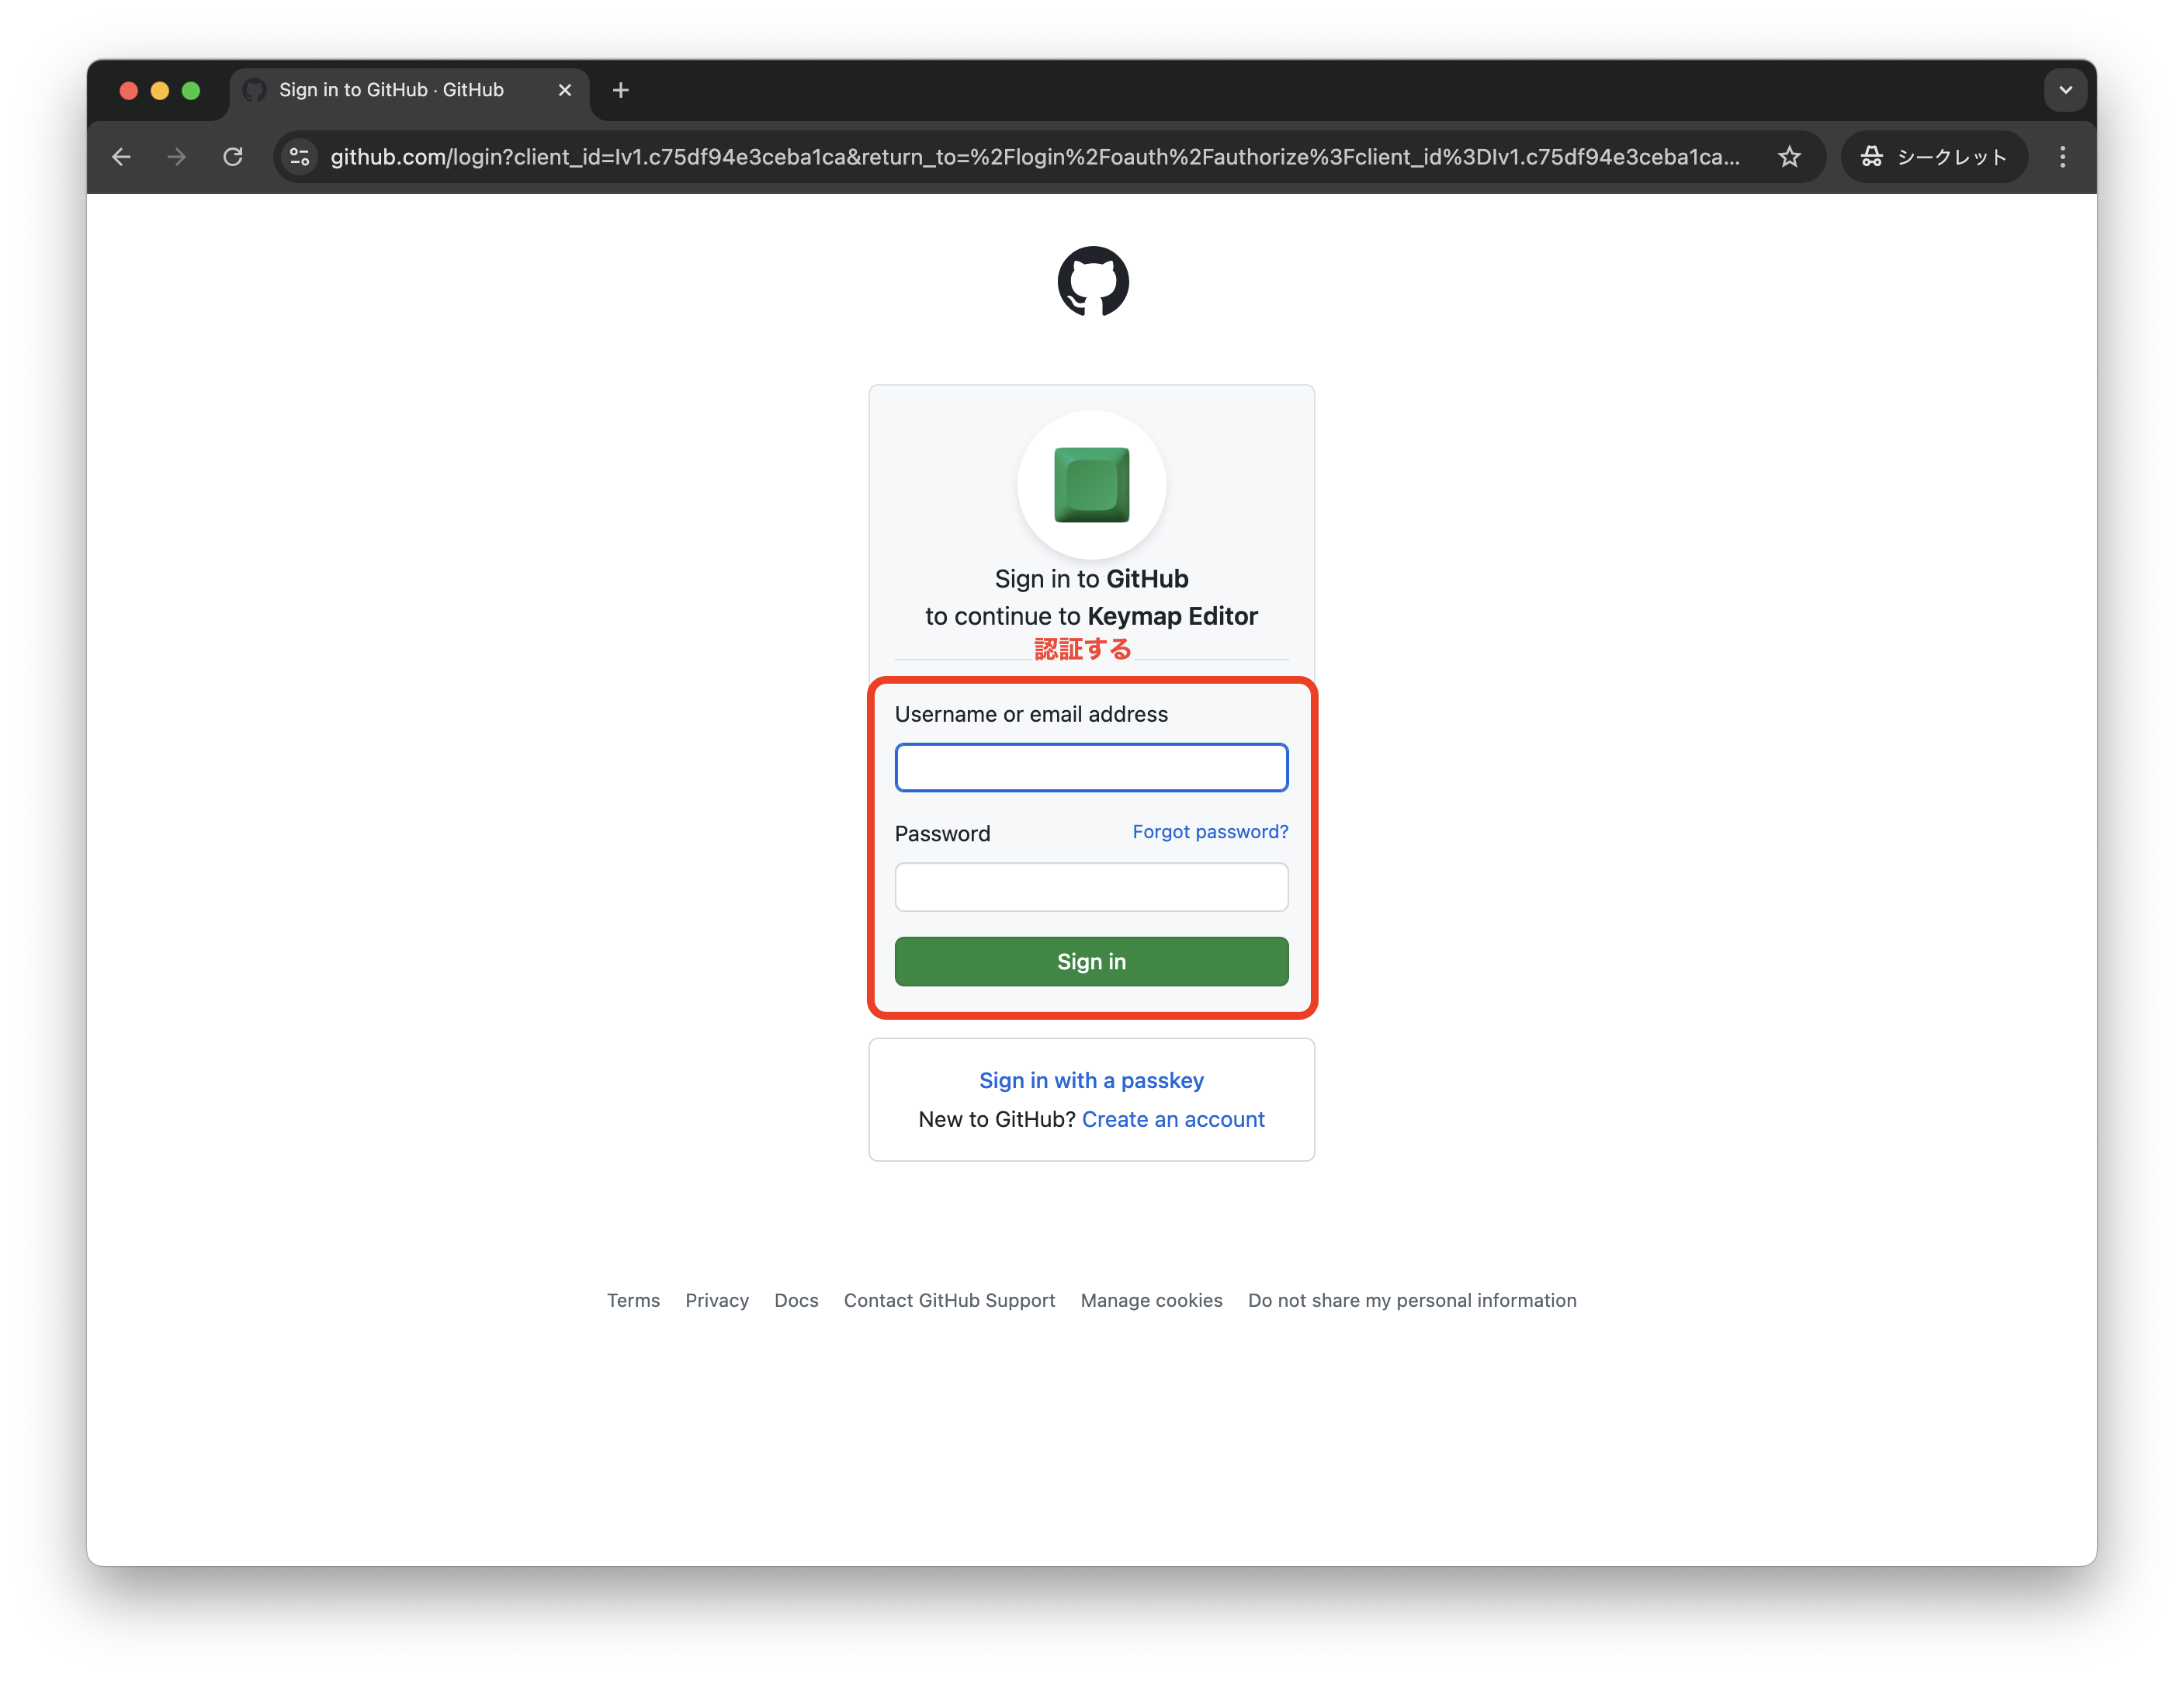 Sign in to GitHub · GitHub
github.com/login?client_id=Iv1.c75df94e3ceba1ca&return_to=%2Flogin%2Foauth%2Fauthorize%3Fclient_id%3DIv1.c75df94e3ceba1ca...
シークレット
Sign in to GitHub
to continue to Keymap Editor
認証する
Username or email address
Password
Forgot password?
Sign in
Sign in with a passkey
New to GitHub? Create an account
Terms Privacy Docs Contact GitHub Support Manage cookies Do not share my personal information